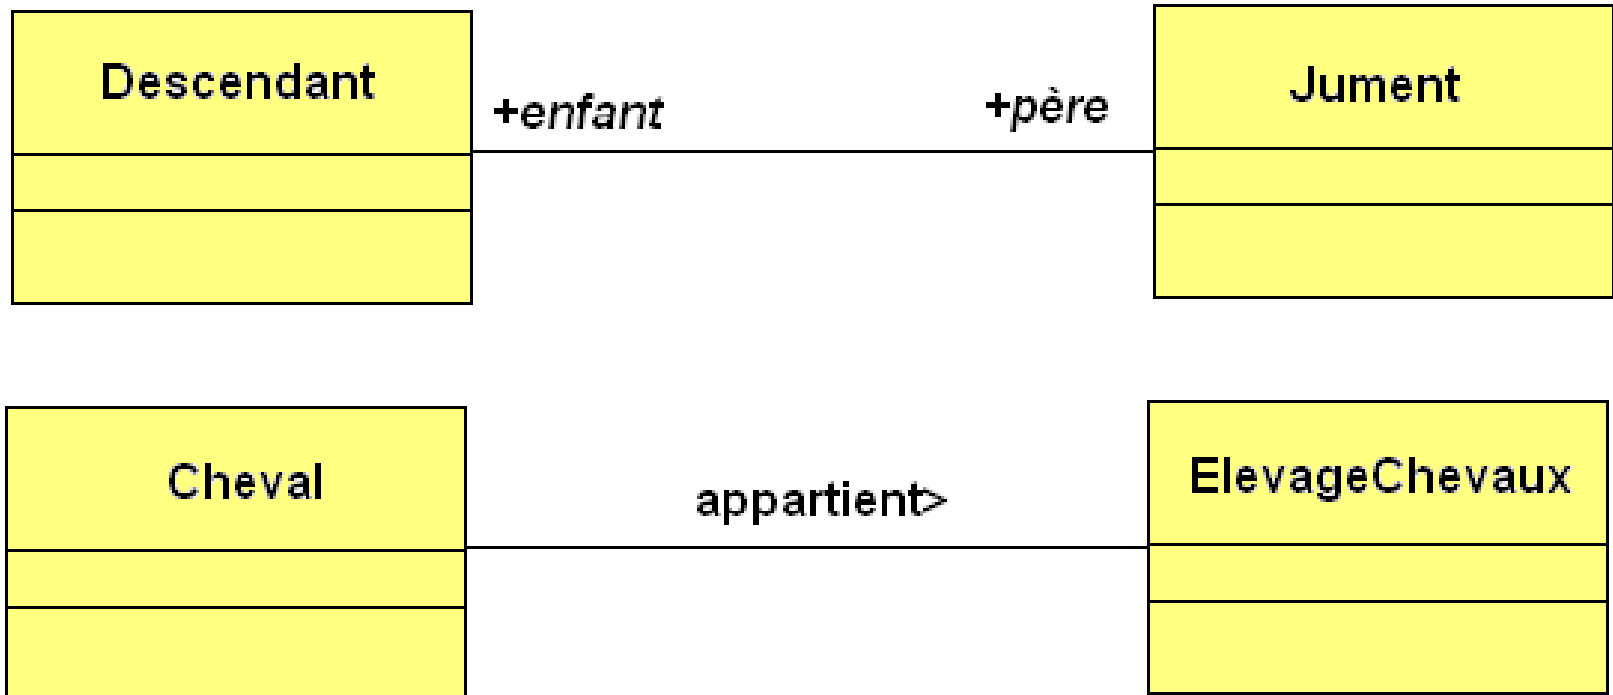 Descendant
+enfant
+père
Jument
Cheval
appartient>
ElevageChevaux